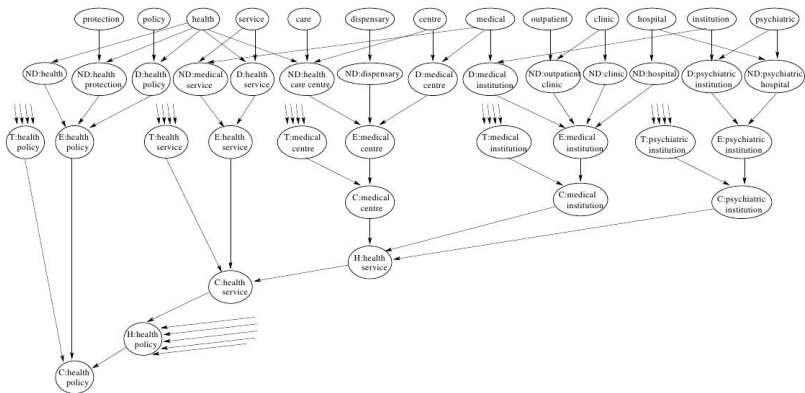 protection policy health service care dispensary centre medical outpatient clinic hospital institution psychiatric
ND:health
ND:health
protection
D:health
policy
ND:medical
service
D:health
service
ND:health
care centre
ND:dispensary
D:medical
centre
D:medical
institution
ND:outpatient
clinic
ND:clinic
ND:hospital
D:psychiatric
institution
ND:psychiatric
hospital
T:health
policy
E:health
policy
T:health
service
E:health
service
T:medical
centre
E:medical
centre
T:medical
institution
E:medical
institution
T:psychiatric
institution
E:psychiatric
institution
C:medical
centre
C:medical
institution
C:psychiatric
institution
H:health
service
C:health
service
H:health
policy
C:health
policy